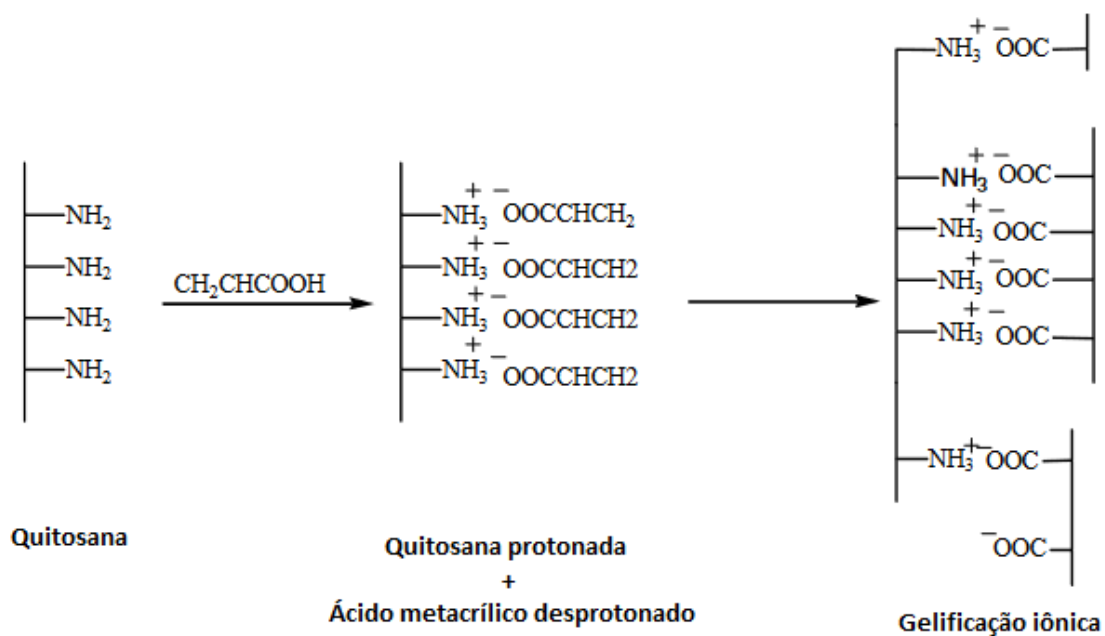 NH₂
NH₂
NH₂
NH₂
Quitosana
CH₂CHCOOH
NH₃⁺ ⁻OOCCHCH₂
NH₃⁺ ⁻OOCCHCH2
NH₃⁺ ⁻OOCCHCH2
NH₃⁺ ⁻OOCCHCH2
Quitosana protonada
+
Ácido metacrílico desprotonado
NH₃⁺ ⁻OOC
NH₃⁺ ⁻OOC
NH₃⁺ ⁻OOC
NH₃⁺ ⁻OOC
NH₃⁺ ⁻OOC
NH₃⁺ ⁻OOC
⁻OOC
Gelificação iônica